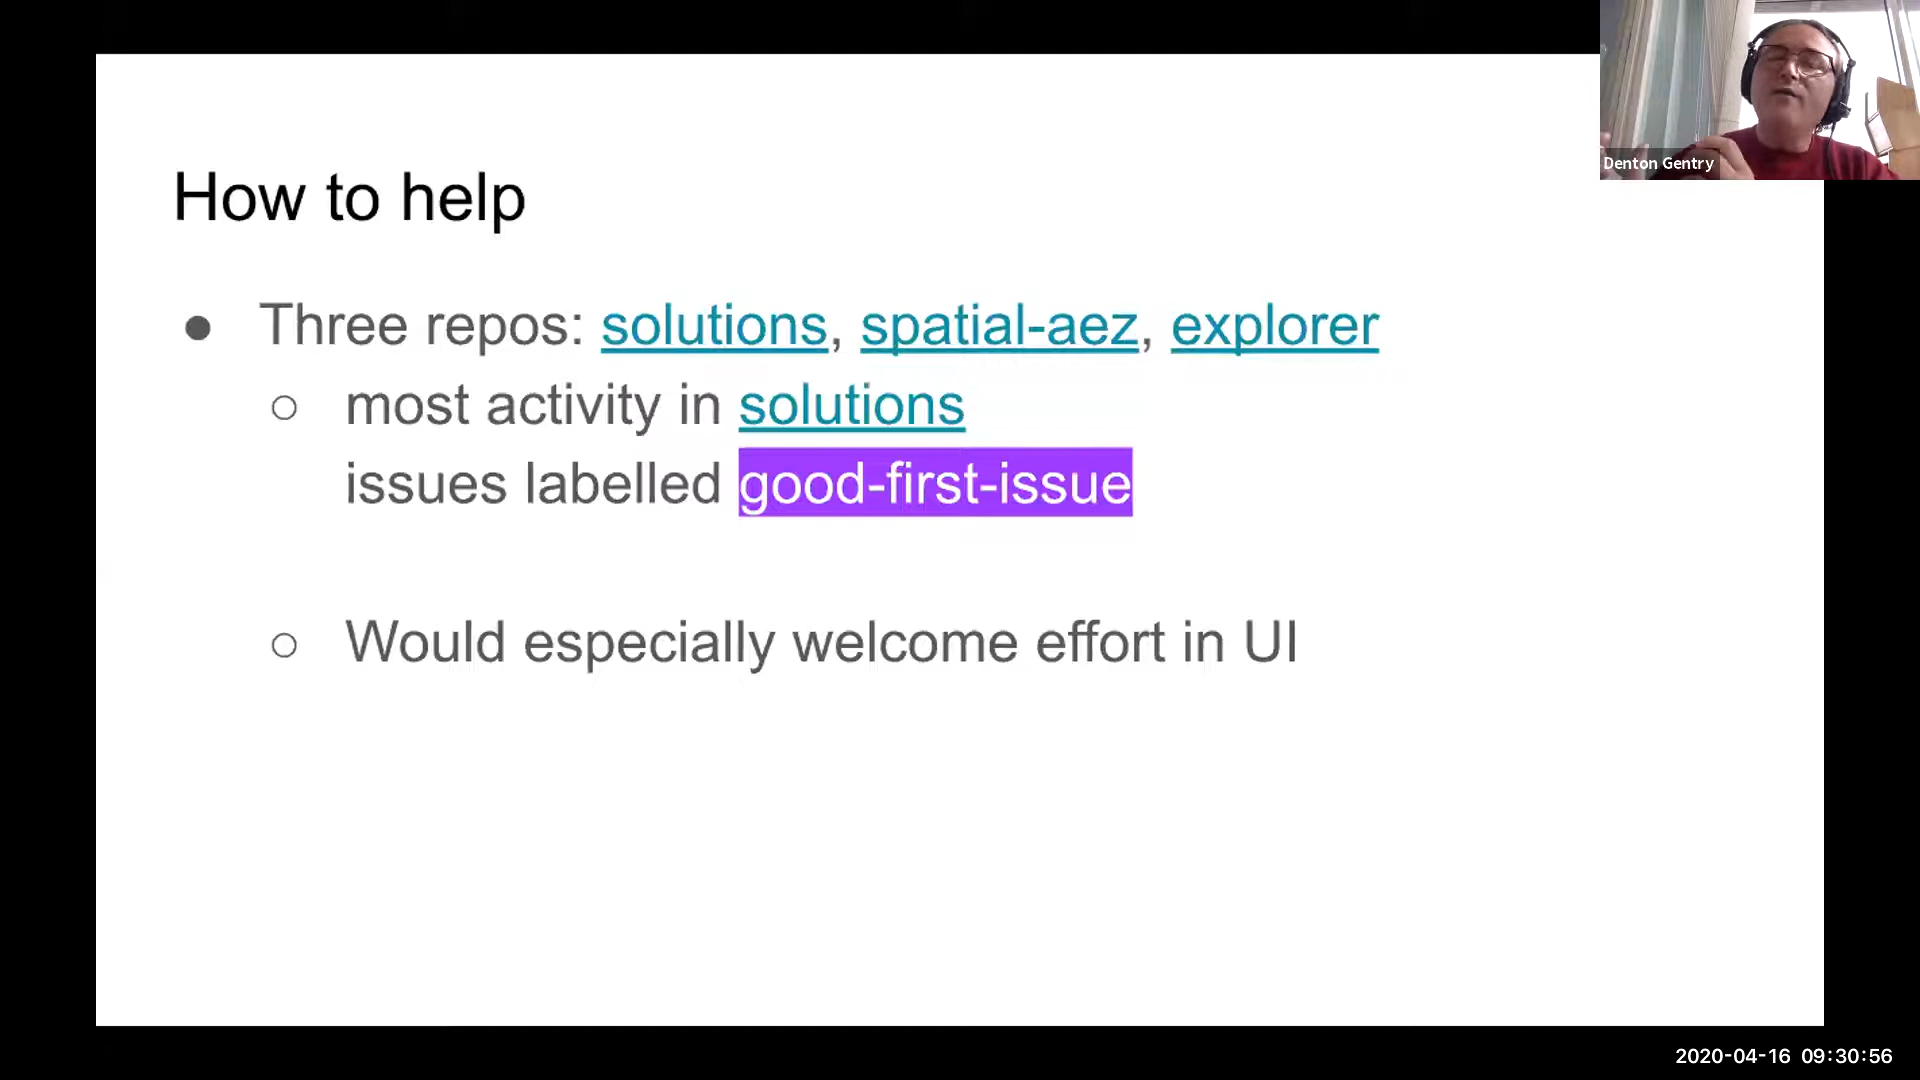 Denton Gentry
How to help
● Three repos: solutions, spatial-aez, explorer
○ most activity in solutions
issues labelled good-first-issue
○ Would especially welcome effort in UI
2020-04-16 09:30:56